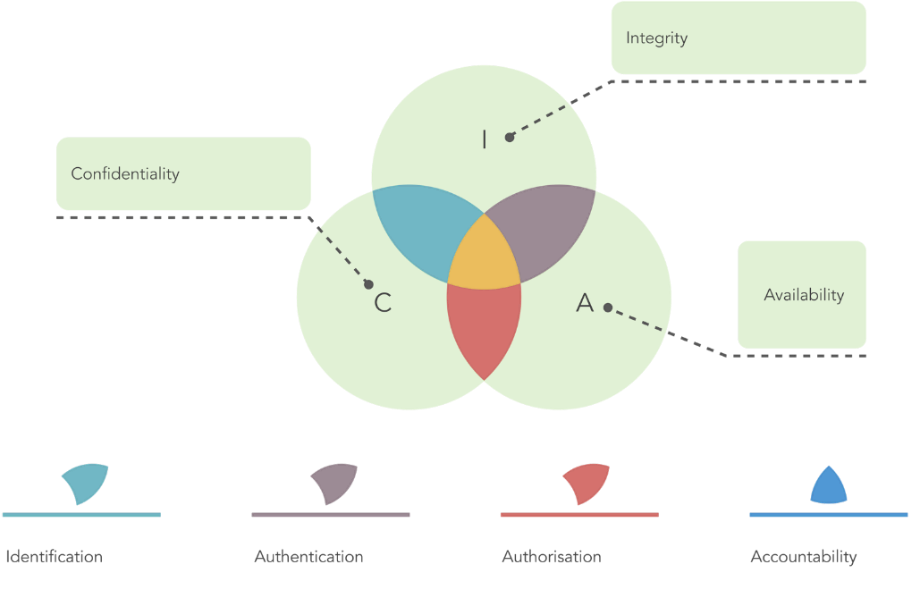 Integrity
I
Confidentiality
C
A
Availability
Identification
Authentication
Authorisation
Accountability